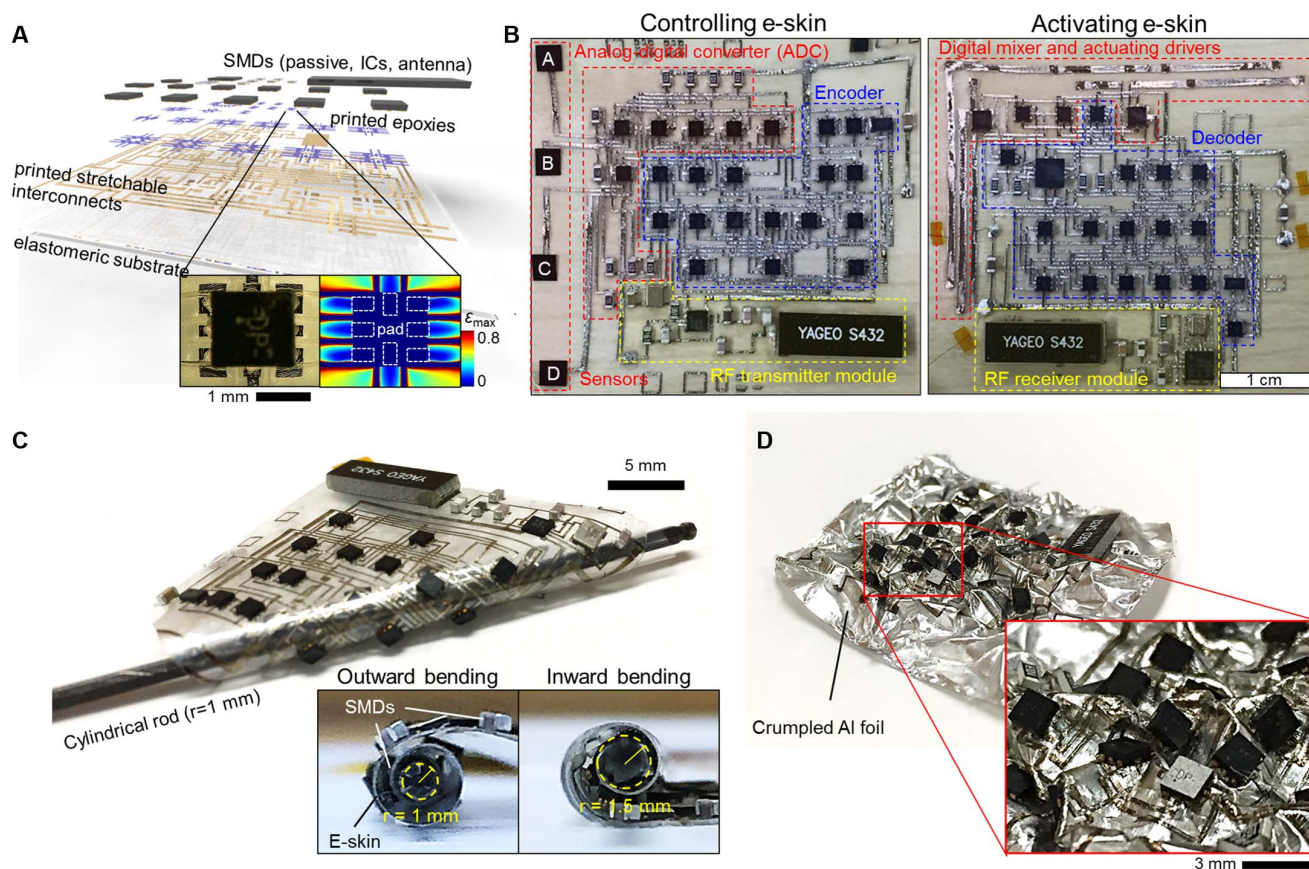 A
SMDs (passive, ICs, antenna)
printed epoxies
printed stretchable
interconnects
elastomeric substrate
pad
εmax
0.8
0
1 mm
B
Controlling e-skin
Activating e-skin
A
Analog-digital converter (ADC)
Encoder
B
C
D
Sensors
YAGEO S432
RF transmitter module
Digital mixer and actuating drivers
Decoder
YAGEO S432
RF receiver module
1 cm
C
YAGEO S432
5 mm
Cylindrical rod (r=1 mm)
Outward bending
Inward bending
SMDs
r = 1 mm
E-skin
r = 1.5 mm
D
YAGEO S432
Crumpled Al foil
3 mm